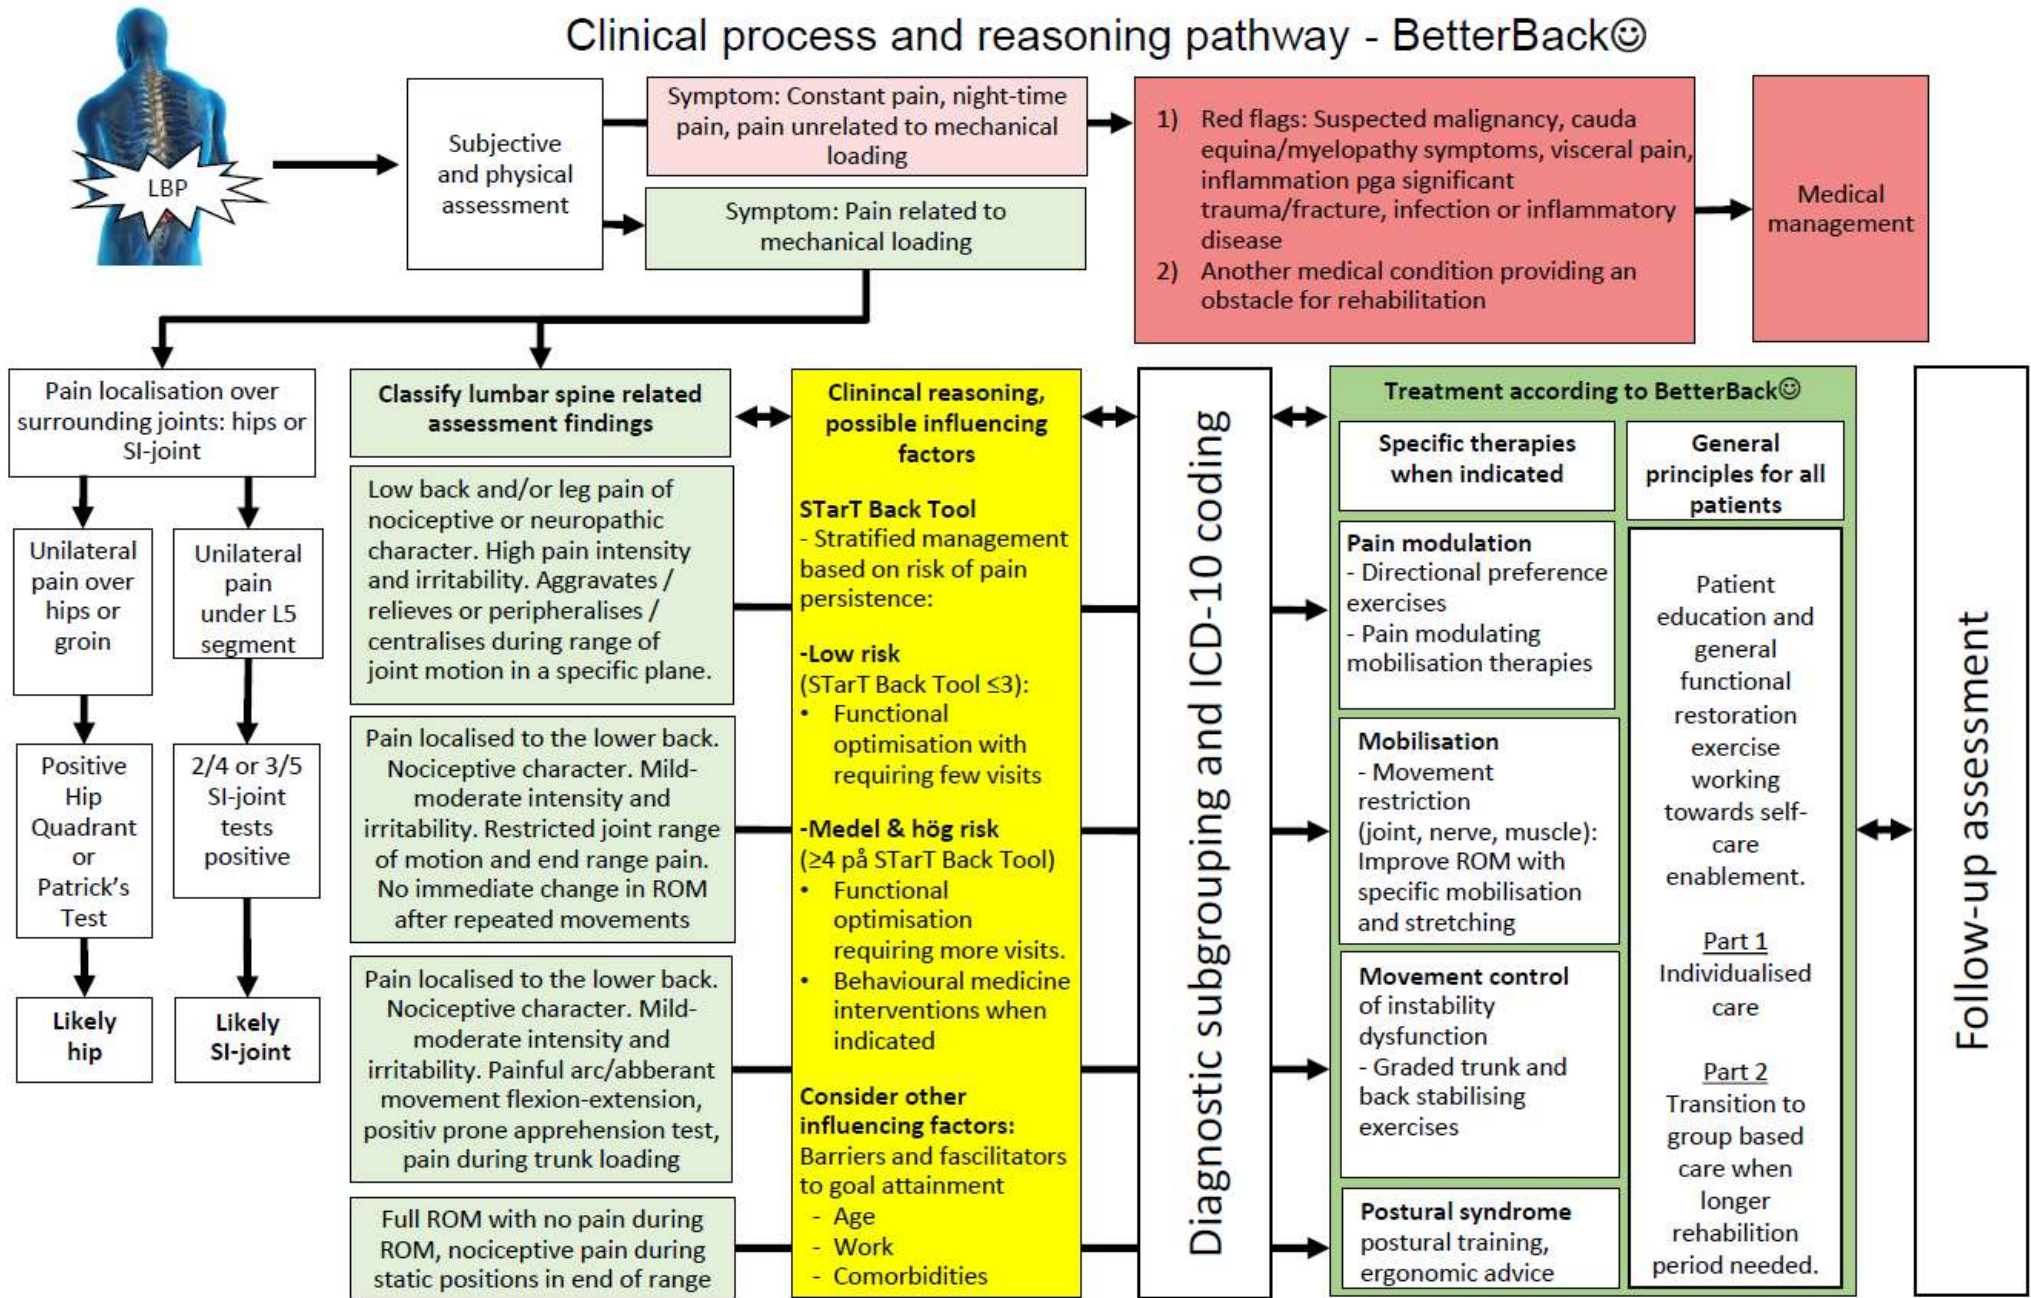 Clinical process and reasoning pathway - BetterBack☺
LBP
Subjective
and physical
assessment
Symptom: Constant pain, night-time
pain, pain unrelated to mechanical
loading
Symptom: Pain related to
mechanical loading
1) Red flags: Suspected malignancy, cauda
equina/myelopathy symptoms, visceral pain,
inflammation pga significant
trauma/fracture, infection or inflammatory
disease
2) Another medical condition providing an
obstacle for rehabilitation
Medical
management
Pain localisation over
surrounding joints: hips or
SI-joint
Unilateral
pain over
hips or
groin
Positive
Hip
Quadrant
or
Patrick's
Test
Likely
hip
Unilateral
pain
under L5
segment
2/4 or 3/5
SI-joint
tests
positive
Likely
SI-joint
Classify lumbar spine related
assessment findings
Low back and/or leg pain of
nociceptive or neuropathic
character. High pain intensity
and irritability. Aggravates /
relieves or peripheralises /
centralises during range of
joint motion in a specific plane.
Pain localised to the lower back.
Nociceptive character. Mild-
moderate intensity and
irritability. Restricted joint range
of motion and end range pain.
No immediate change in ROM
after repeated movements
Pain localised to the lower back.
Nociceptive character. Mild-
moderate intensity and
irritability. Painful arc/abberant
movement flexion-extension,
positiv prone apprehension test,
pain during trunk loading
Full ROM with no pain during
ROM, nociceptive pain during
static positions in end of range
Clinincal reasoning,
possible influencing
factors
STarT Back Tool
- Stratified management
based on risk of pain
persistence:
-Low risk
(STarT Back Tool ≤3):
• Functional
optimisation with
requiring few visits
-Medel & hög risk
(≥4 på STarT Back Tool)
• Functional
optimisation
requiring more visits.
• Behavioural medicine
interventions when
indicated
Consider other
influencing factors:
Barriers and fascilitators
to goal attainment
- Age
- Work
- Comorbidities
Diagnostic subgrouping and ICD-10 coding
Treatment according to BetterBack☺
Specific therapies
when indicated
Pain modulation
- Directional preference
exercises
- Pain modulating
mobilisation therapies
Mobilisation
- Movement
restriction
(joint, nerve, muscle):
Improve ROM with
specific mobilisation
and stretching
Movement control
of instability
dysfunction
- Graded trunk and
back stabilising
exercises
Postural syndrome
postural training,
ergonomic advice
General
principles for all
patients
Patient
education and
general
functional
restoration
exercise
working
towards self-
care
enablement.
Part 1
Individualised
care
Part 2
Transition to
group based
care when
longer
rehabilition
period needed.
Follow-up assessment